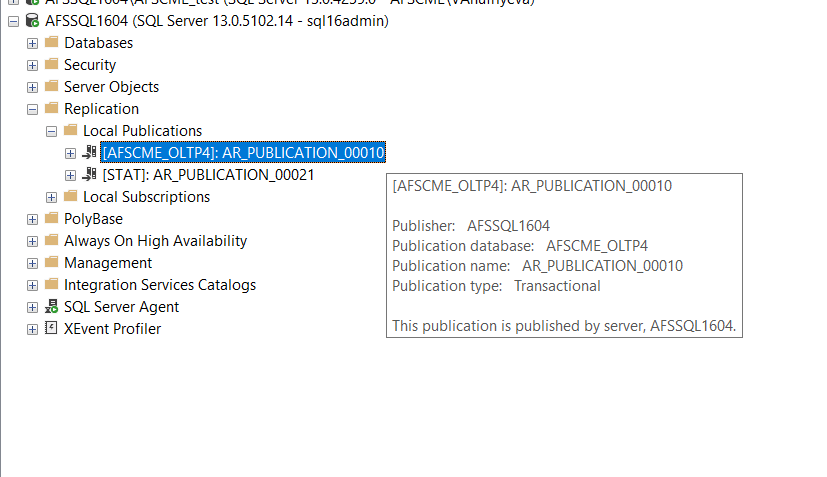 AFSSQL1604 (SQL Server 13.0.5102.14 - sql16admin)
Databases
Security
Server Objects
Replication
Local Publications
[AFSCME_OLTP4]: AR_PUBLICATION_00010
[STAT]: AR_PUBLICATION_00021
Local Subscriptions
PolyBase
Always On High Availability
Management
Integration Services Catalogs
SQL Server Agent
XEvent Profiler
[AFSCME_OLTP4]: AR_PUBLICATION_00010
Publisher: AFSSQL1604
Publication database: AFSCME_OLTP4
Publication name: AR_PUBLICATION_00010
Publication type: Transactional
This publication is published by server, AFSSQL1604.